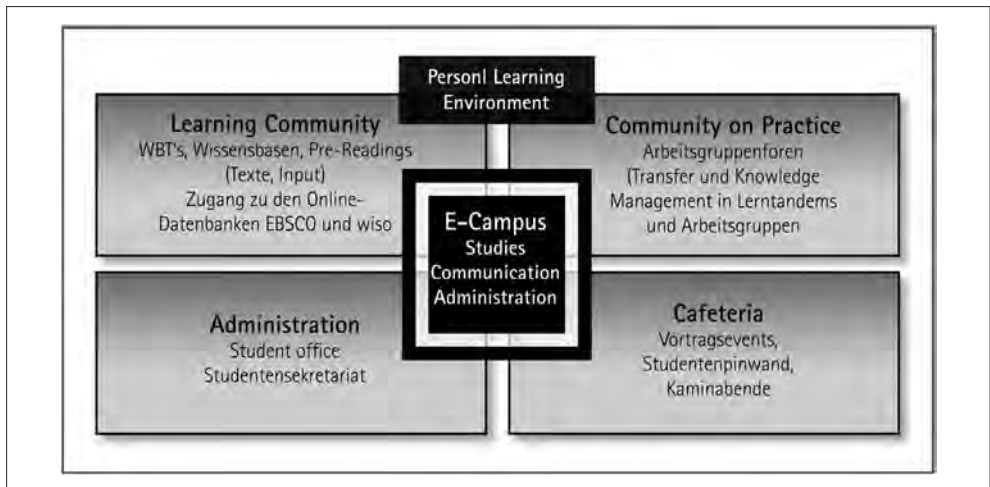 Personl Learning
Environment
Learning Community
WBT's, Wissensbasen, Pre-Readings
(Texte, Input)
Zugang zu den Online-
Datenbanken EBSCO und wiso
Community on Practice
Arbeitsgruppenforen
(Transfer und Knowledge
Management in Lerntandems
und Arbeitsgruppen
E-Campus
Studies
Communication
Administration
Administration
Student office
Studentensekretariat
Cafeteria
Vortragsevents,
Studentenpinwand,
Kaminabende